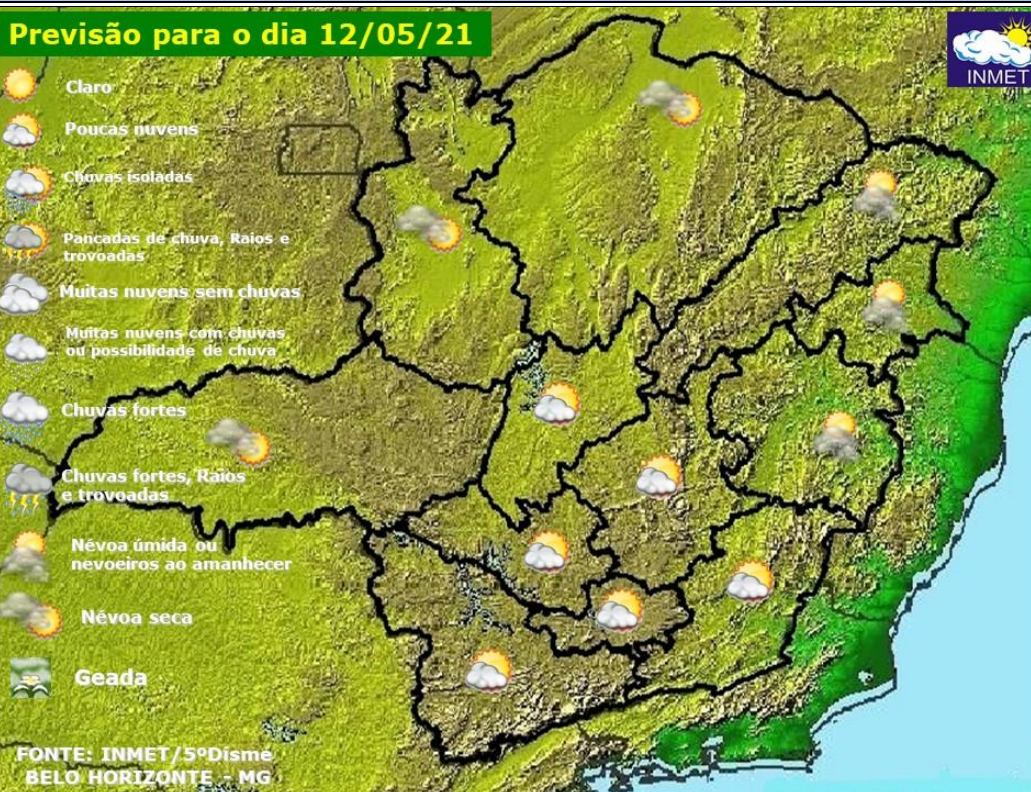 Previsão para o dia 12/05/21
INMET
Claro
Poucas nuvens
Chuvas isoladas
Pancadas de chuva, Raios e
trovoadas
Muitas nuvens sem chuvas
Muitas nuvens com chuvas
ou possibilidade de chuva
Chuvas fortes
Chuvas fortes, Raios
e trovoadas
Névoa úmida ou
nevoeiros ao amanhecer
Névoa seca
Geada
FONTE: INMET/5ºDisme
BELO HORIZONTE - MG